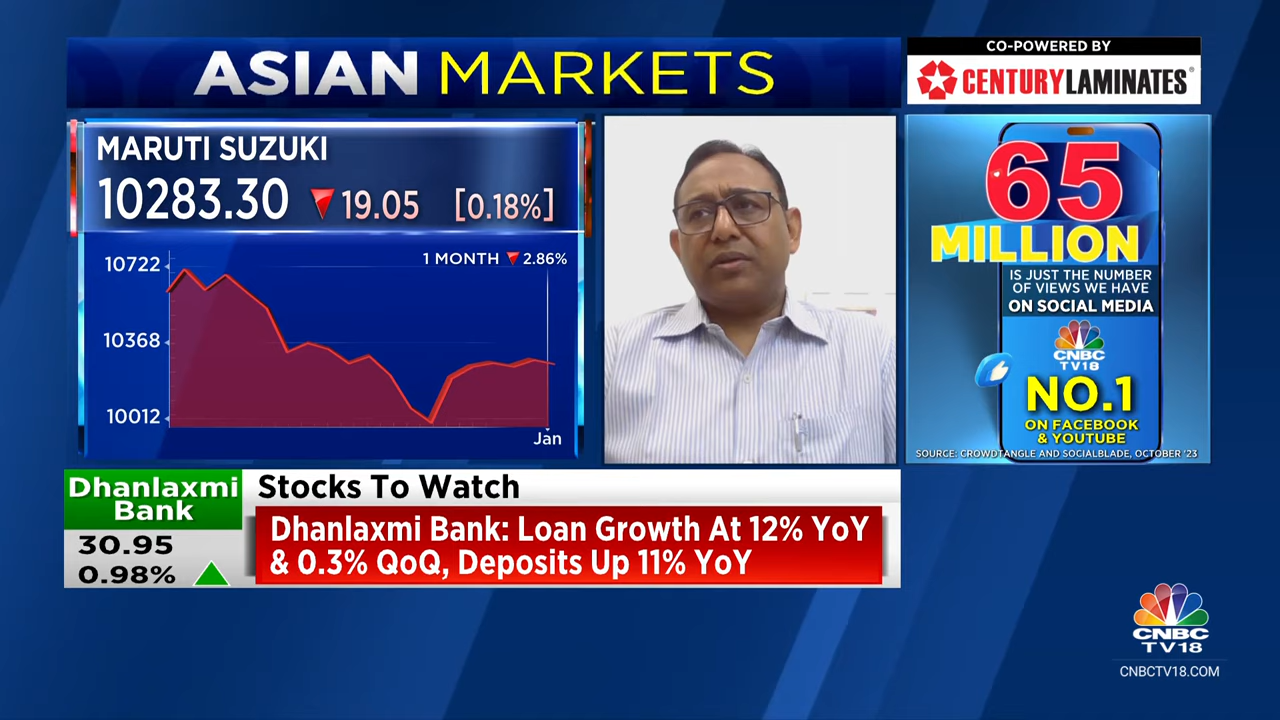 ASIAN MARKETS
CO-POWERED BY
CENTURYLAMINATES®
MARUTI SUZUKI
10283.30 ▼ 19.05 [0.18%]
1 MONTH ▼ 2.86%
10722
10368
10012
Jan
65
MILLION
IS JUST THE NUMBER
OF VIEWS WE HAVE
ON SOCIAL MEDIA
CNBC
TV18
NO.1
ON FACEBOOK
& YOUTUBE
SOURCE: CROWDTANGLE AND SOCIALBLADE, OCTOBER '23
Dhanlaxmi
Bank
30.95
0.98% ▲
Stocks To Watch
Dhanlaxmi Bank: Loan Growth At 12% YoY
& 0.3% QoQ, Deposits Up 11% YoY
CNBC
TV18
CNBCTV18.COM